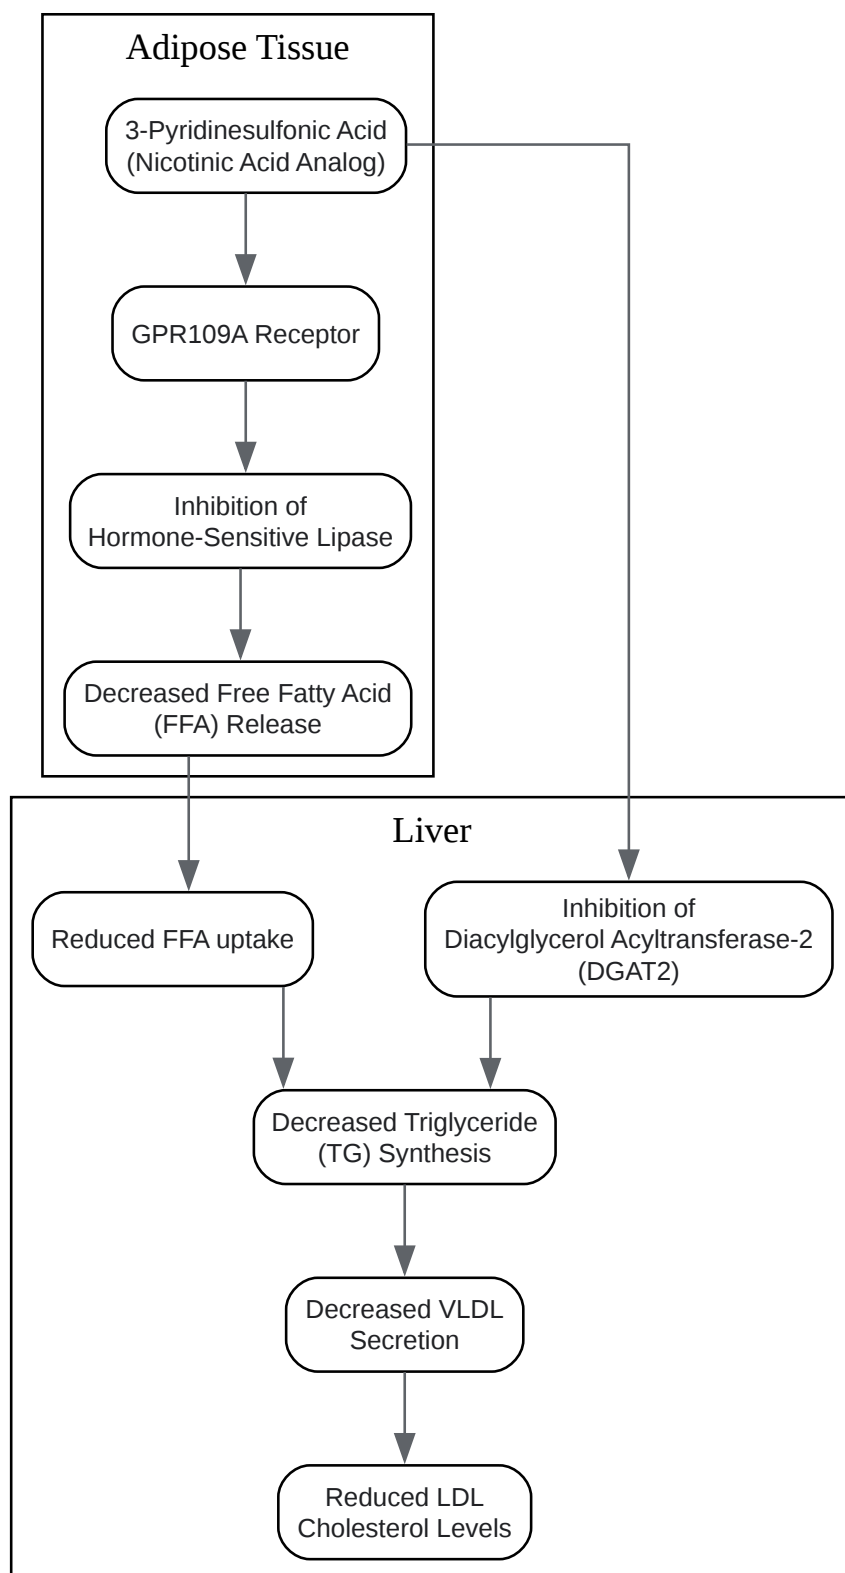 Adipose Tissue
3-Pyridinesulfonic Acid
(Nicotinic Acid Analog)
GPR109A Receptor
Inhibition of
Hormone-Sensitive Lipase
Decreased Free Fatty Acid
(FFA) Release
Liver
Reduced FFA uptake
Inhibition of
Diacylglycerol Acyltransferase-2
(DGAT2)
Decreased Triglyceride
(TG) Synthesis
Decreased VLDL
Secretion
Reduced LDL
Cholesterol Levels